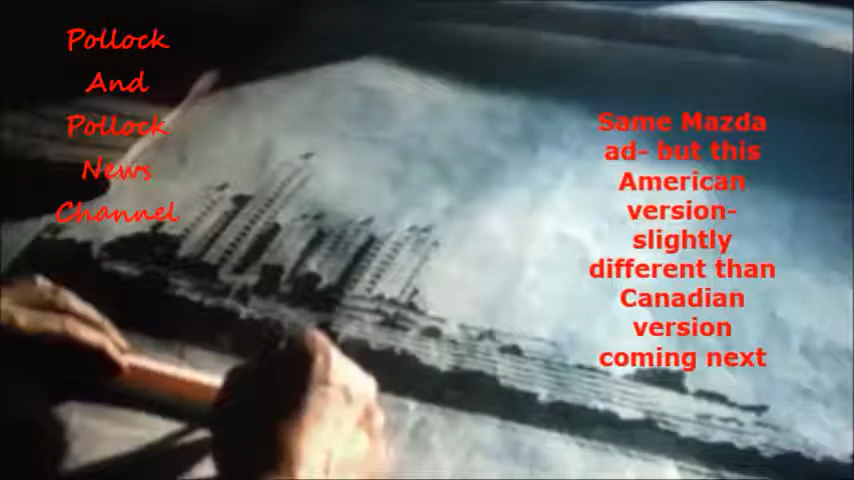 Pollock
And
Pollock
News
Channel
Same Mazda
ad- but this
American
version-
slightly
different than
Canadian
version
coming next